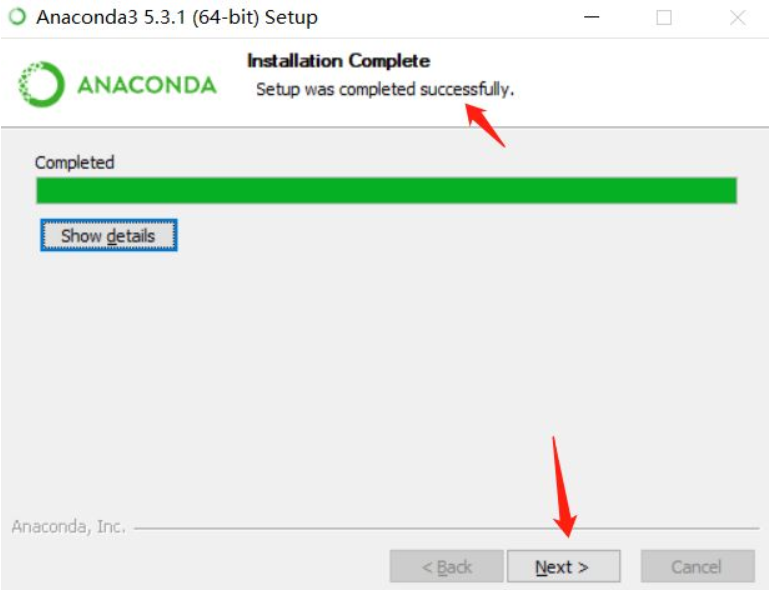 Anaconda3 5.3.1 (64-bit) Setup
Installation Complete
Setup was completed successfully.
ANACONDA
Completed
Show details
Anaconda, Inc.
< Back
Next >
Cancel